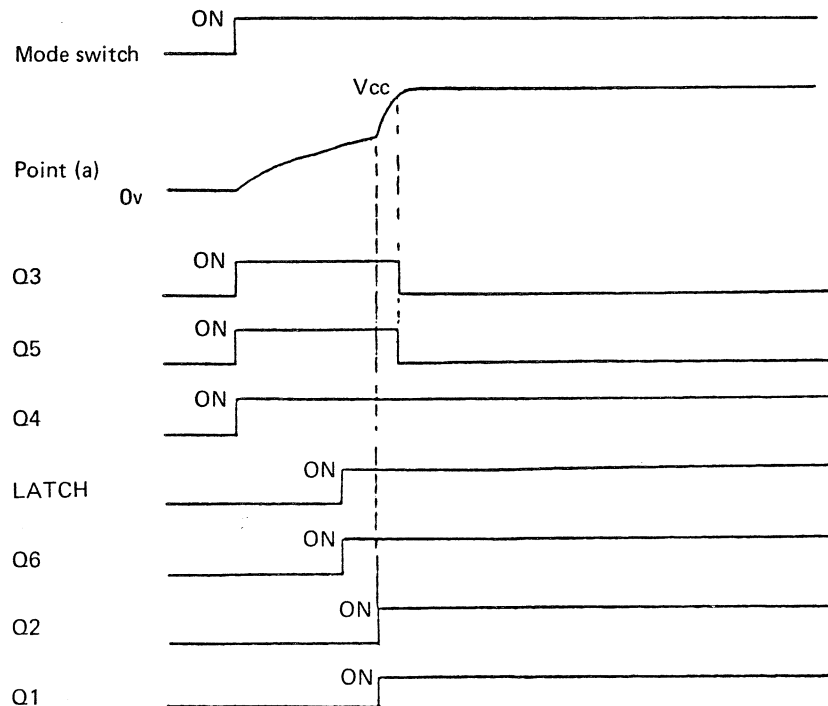 ON
Mode switch
Vcc
Point (a)
0v
ON
Q3
ON
Q5
ON
Q4
ON
LATCH
ON
Q6
ON
Q2
ON
Q1